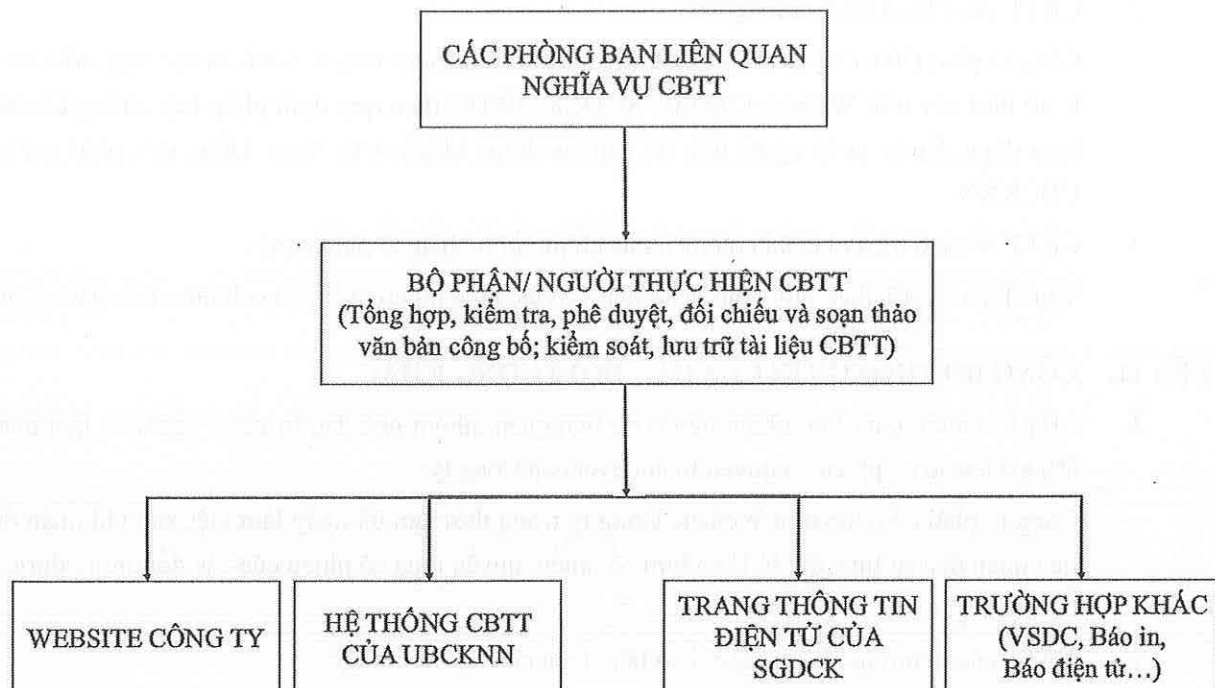 CÁC PHÒNG BAN LIÊN QUAN
NGHĨA VỤ CBTT
BỘ PHẬN/ NGƯỜI THỰC HIỆN CBTT
(Tổng hợp, kiểm tra, phê duyệt, đối chiếu và soạn thảo
văn bản công bố; kiểm soát, lưu trữ tài liệu CBTT)
WEBSITE CÔNG TY
HỆ THỐNG CBTT
CỦA UBCKNN
TRANG THÔNG TIN
ĐIỆN TỬ CỦA
SGDCK
TRƯỜNG HỢP KHÁC
(VSDC, Báo in,
Báo điện tử…)